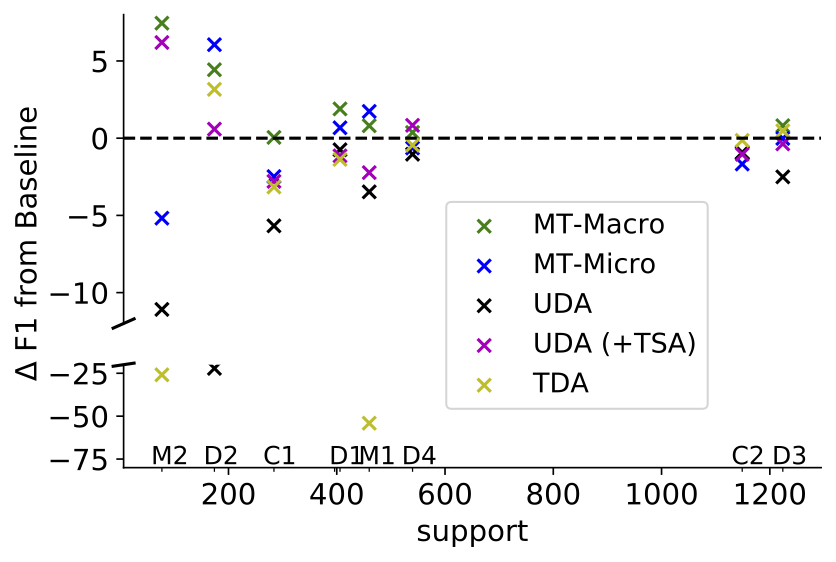 Δ F1 from Baseline
5
0
−5
−10
−25
−50
−75
MT-Macro
MT-Micro
UDA
UDA (+TSA)
TDA
M2 D2 C1 D1 M1 D4 C2 D3
200 400 600 800 1000 1200
support